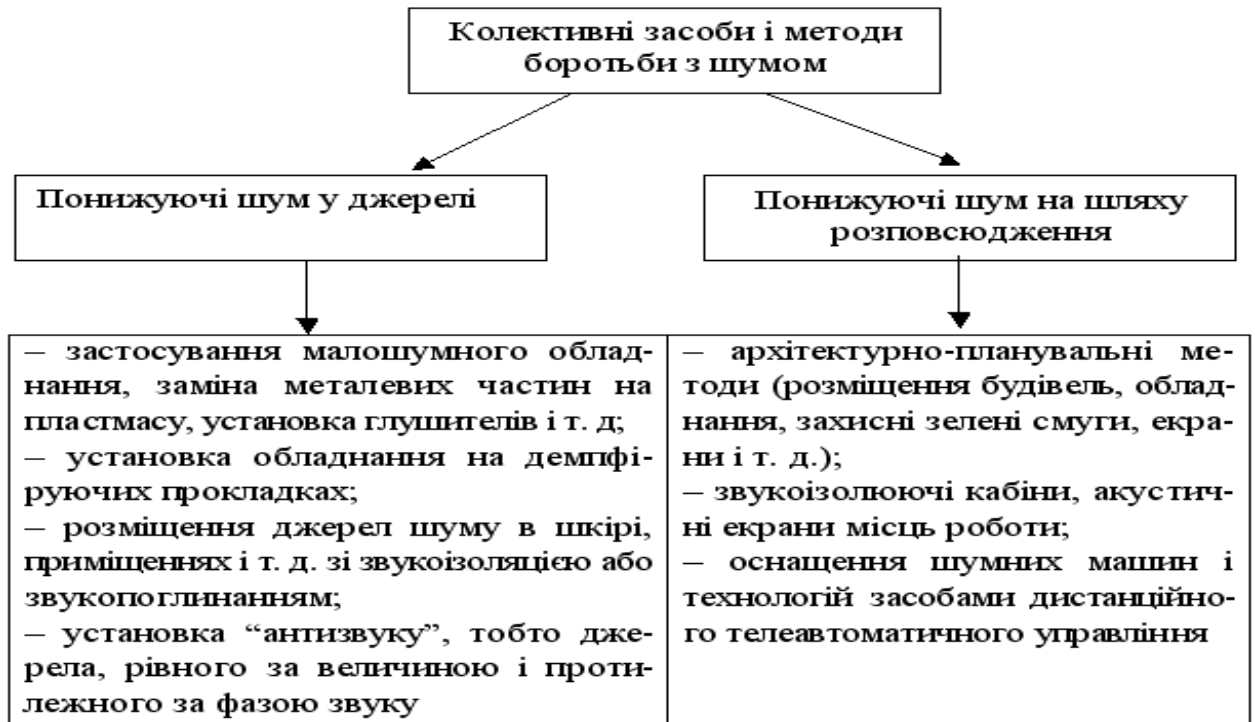 Колективні засоби і методи
боротьби з шумом
Понижуючі шум у джерелі
Понижуючі шум на шляху
розповсюдження
– застосування малошумного облад-
нання, заміна металевих частин на
пластмасу, установка глушителів і т. д;
– установка обладнання на демпфі-
руючих прокладках;
– розміщення джерел шуму в шкірі,
приміщеннях і т. д. зі звукоізоляцією або
звукопоглинанням;
– установка “антизвуку”, тобто дже-
рела, рівного за величиною і проти-
лежного за фазою звуку
– архітектурно-планувальні ме-
тоди (розміщення будівель, облад-
нання, захисні зелені смуги, екра-
ни і т. д.);
– звукоізолюючі кабіни, акустич-
ні екрани місць роботи;
– оснащення шумних машин і
технологій засобами дистанційно-
го телеавтоматичного управління